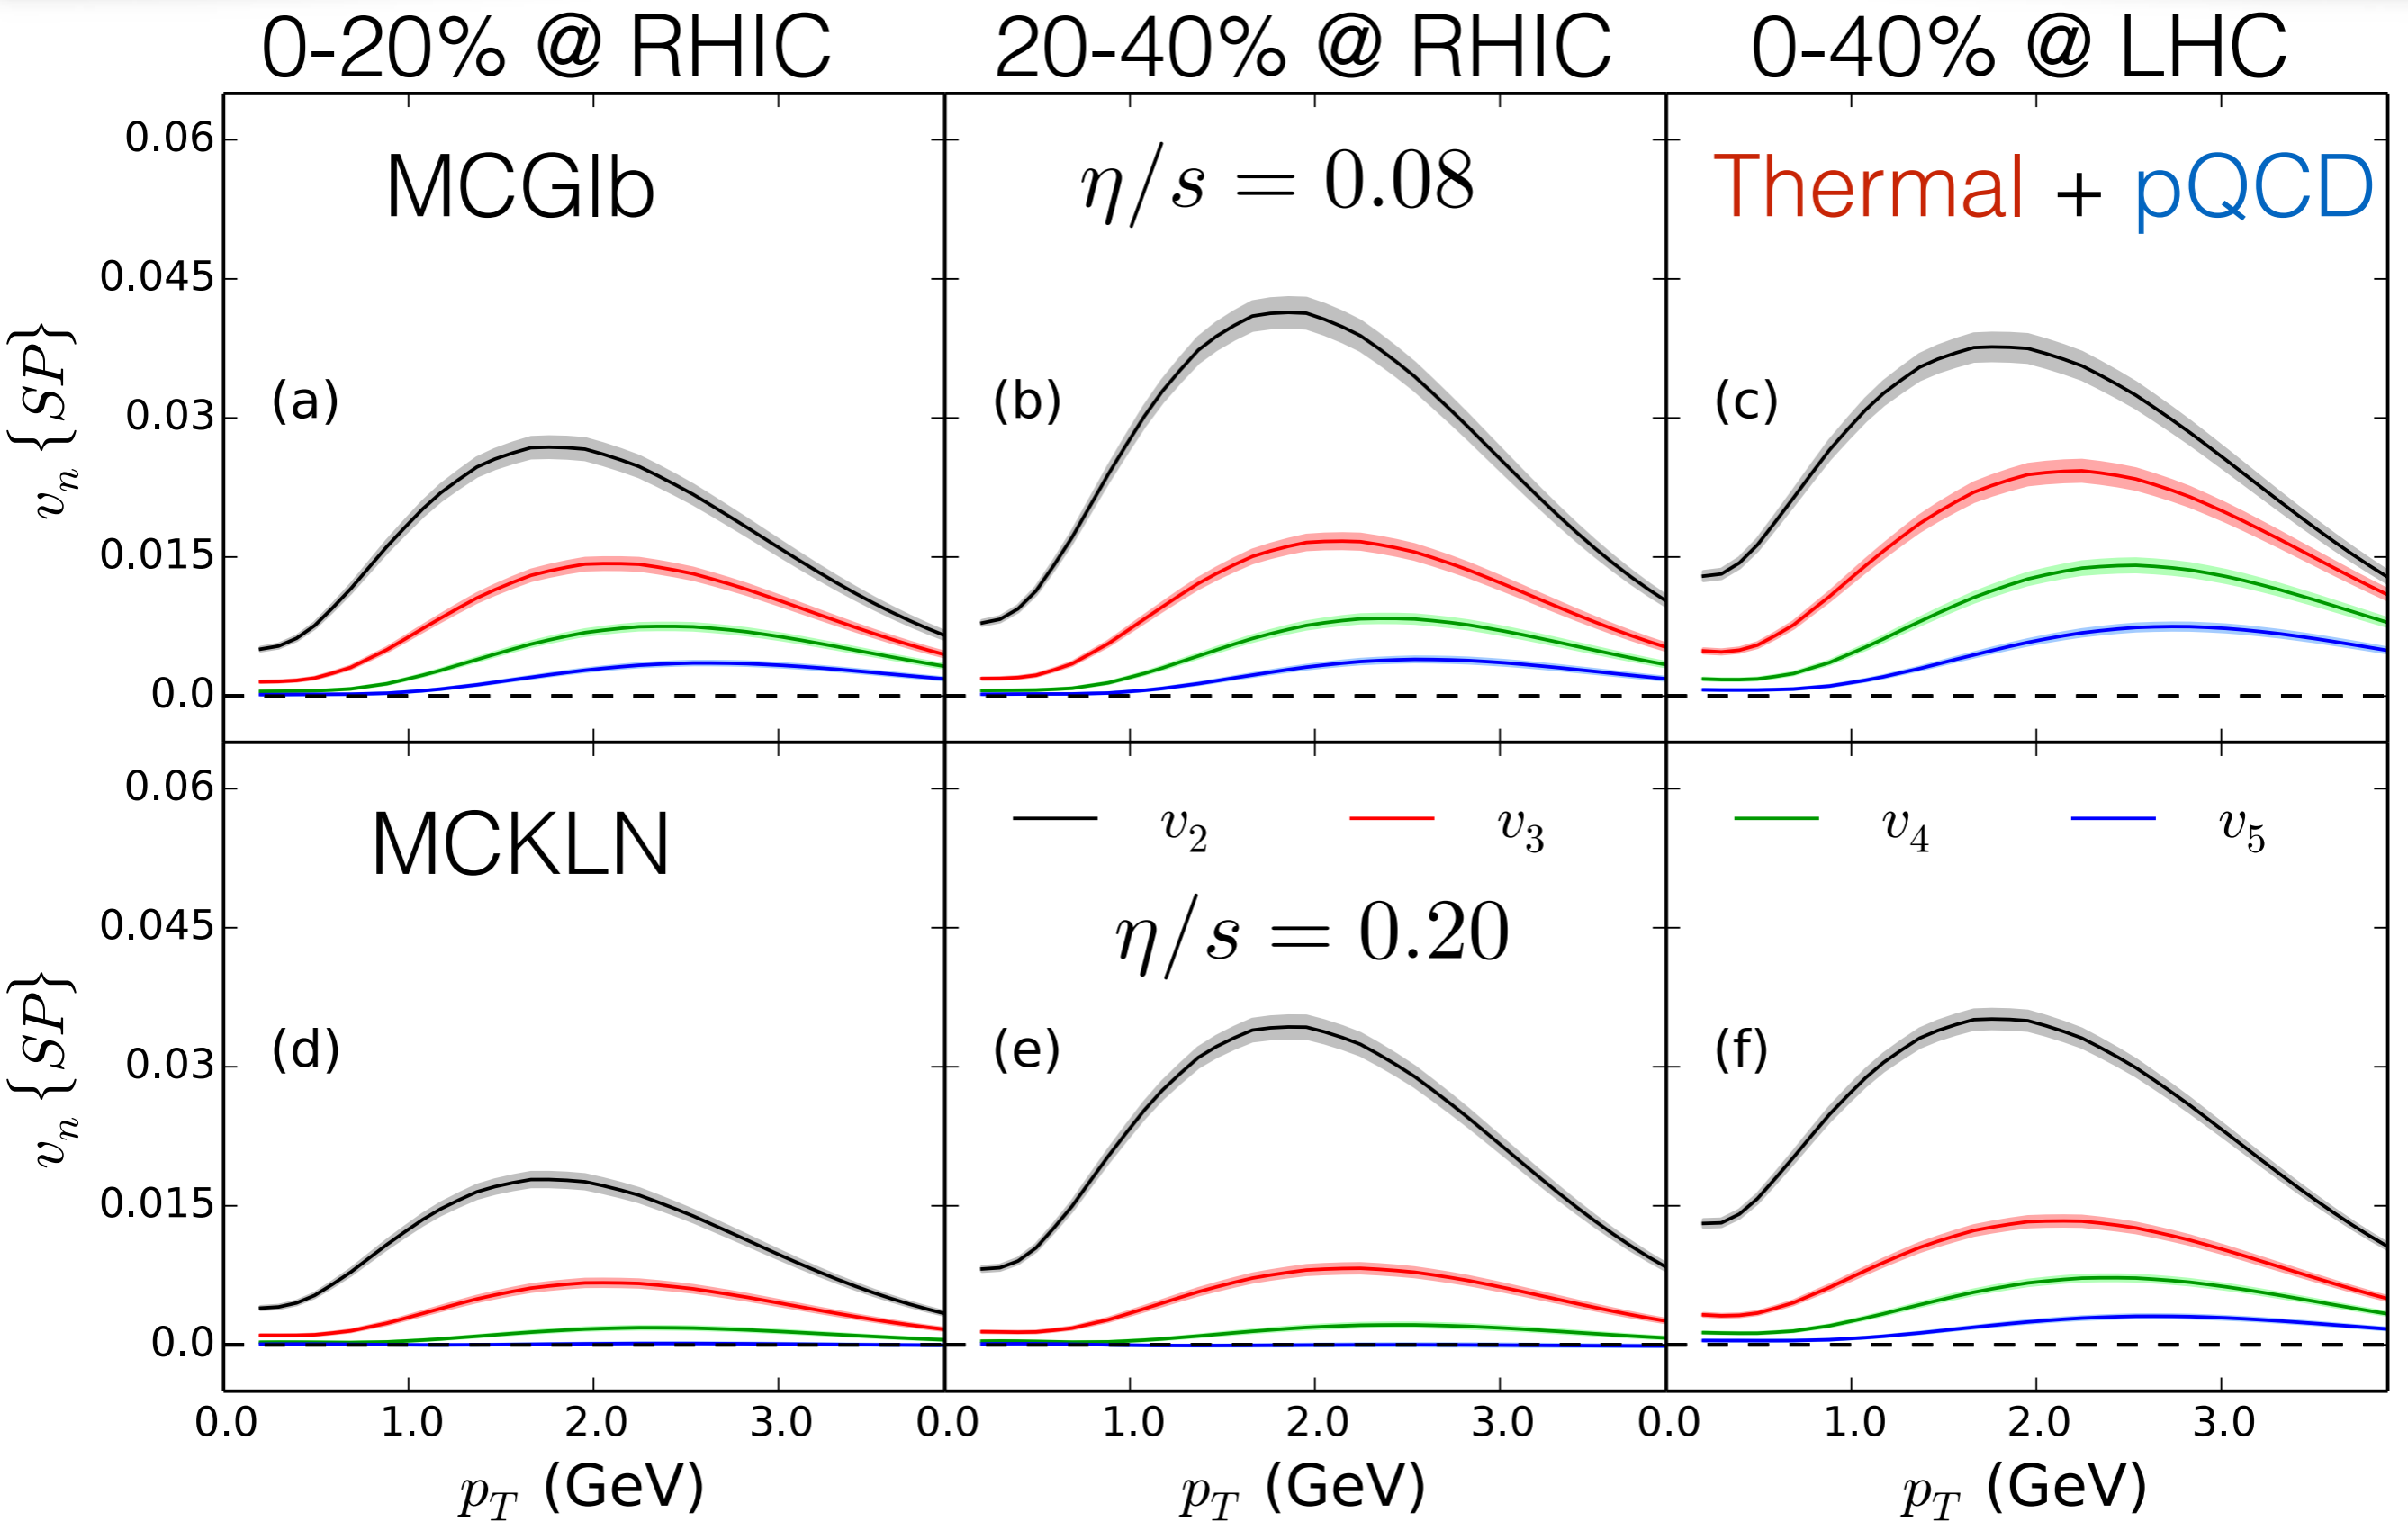 0-20% @ RHIC 20-40% @ RHIC 0-40% @ LHC
0.06
MCGlb η/s = 0.08 Thermal + pQCD
0.045
0.03
(a) (b) (c)
v_n {SP}
0.015
0.0
0.06
MCKLN v_2 v_3 v_4 v_5
0.045
η/s = 0.20
0.03
(d) (e) (f)
v_n {SP}
0.015
0.0
0.0 1.0 2.0 3.0 0.0 1.0 2.0 3.0 0.0 1.0 2.0 3.0
p_T (GeV) p_T (GeV) p_T (GeV)